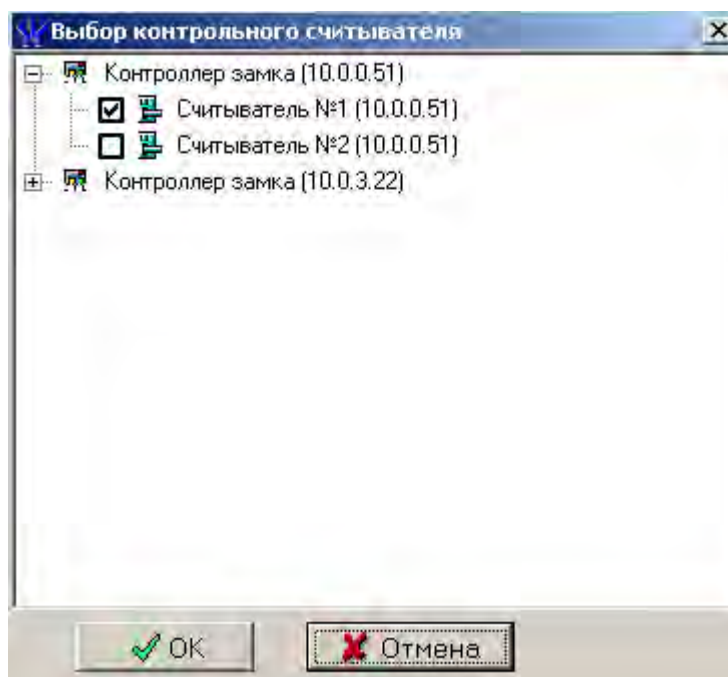 Выбор контрольного считывателя
Контроллер замка (10.0.0.51)
Считыватель №1 (10.0.0.51)
Считыватель №2 (10.0.0.51)
Контроллер замка (10.0.3.22)
OK Отмена